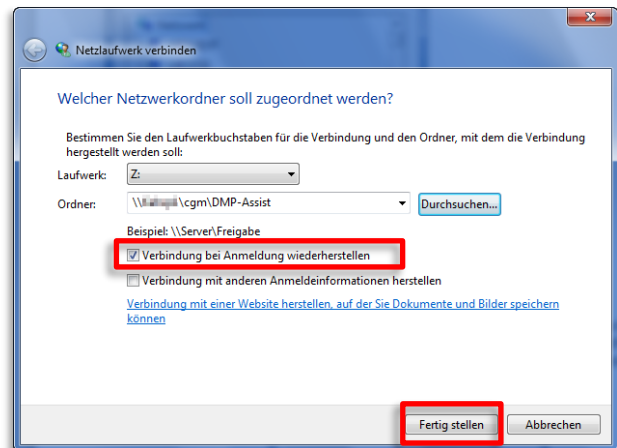 Netzlaufwerk verbinden
Welcher Netzwerkordner soll zugeordnet werden?
Bestimmen Sie den Laufwerkbuchstaben für die Verbindung und den Ordner, mit dem die Verbindung
hergestellt werden soll:
Laufwerk: Z:
Ordner: \\ \cgm\DMP-Assist Durchsuchen...
Beispiel: \\Server\Freigabe
Verbindung bei Anmeldung wiederherstellen
Verbindung mit anderen Anmeldeinformationen herstellen
Verbindung mit einer Website herstellen, auf der Sie Dokumente und Bilder speichern
können
Fertig stellen Abbrechen